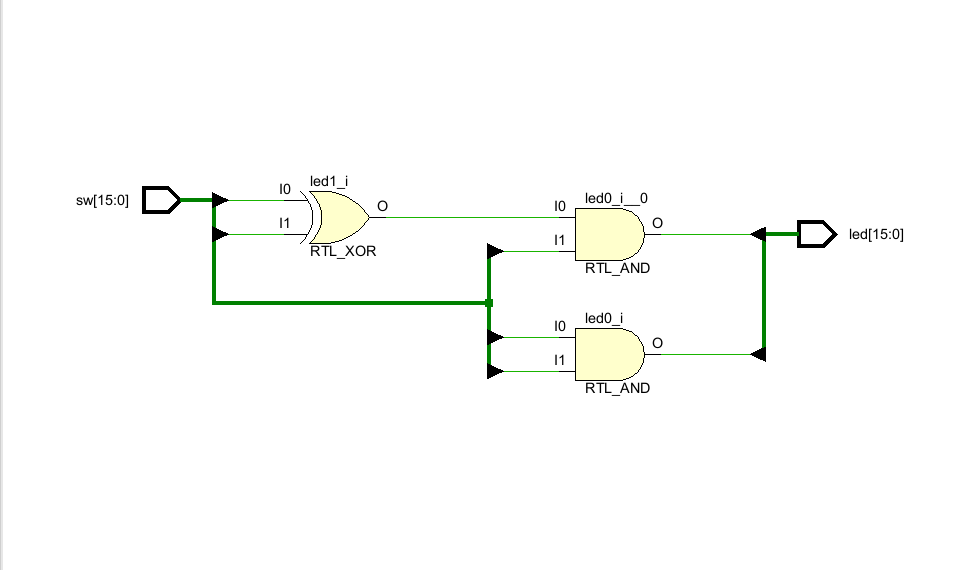 sw[15:0]
led1_i
I0
I1
O
RTL_XOR
led0_i__0
I0
I1
O
RTL_AND
led[15:0]
led0_i
I0
I1
O
RTL_AND